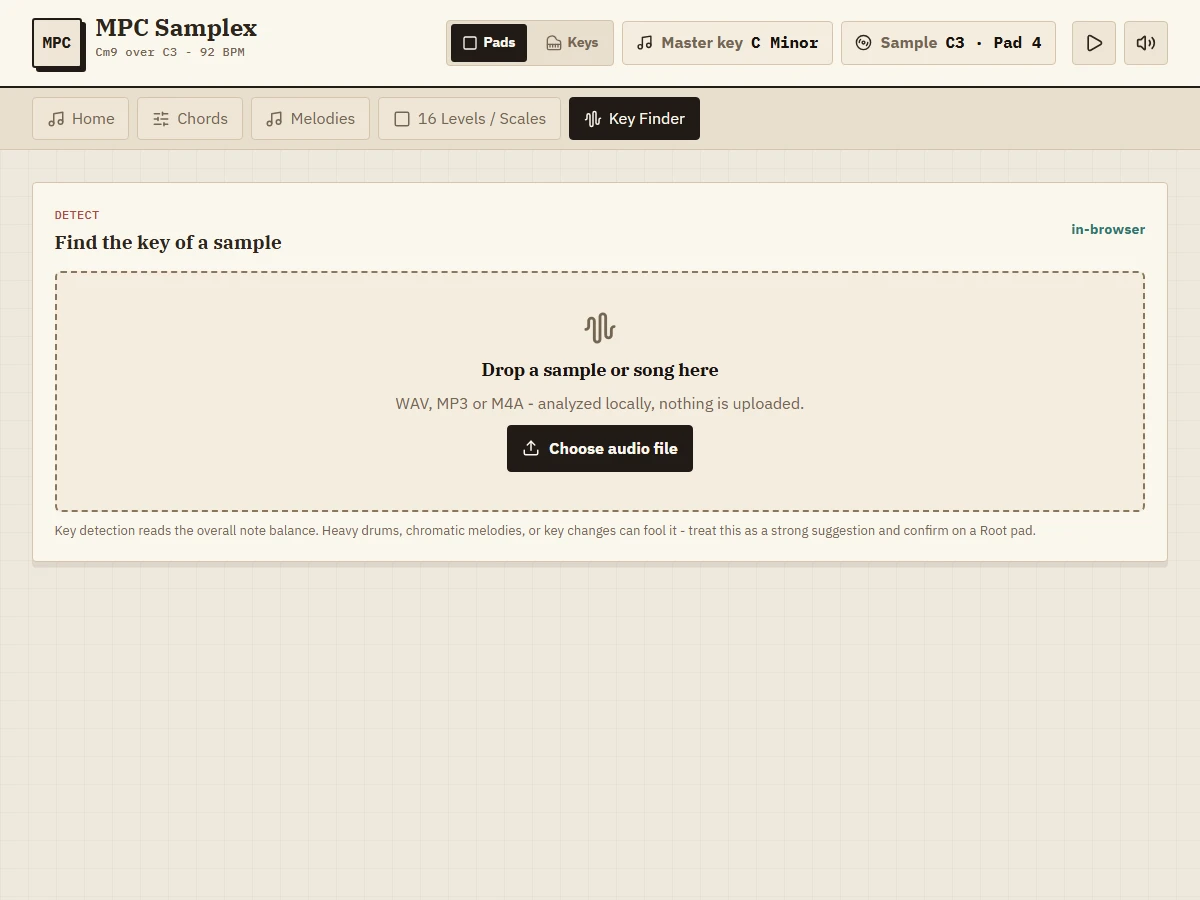 MPC
MPC Samplex
Cm9 over C3 - 92 BPM
Pads
Keys
Master key C Minor
Sample C3 · Pad 4
Home
Chords
Melodies
16 Levels / Scales
Key Finder
DETECT
Find the key of a sample
in-browser
Drop a sample or song here
WAV, MP3 or M4A - analyzed locally, nothing is uploaded.
Choose audio file
Key detection reads the overall note balance. Heavy drums, chromatic melodies, or key changes can fool it - treat this as a strong suggestion and confirm on a Root pad.